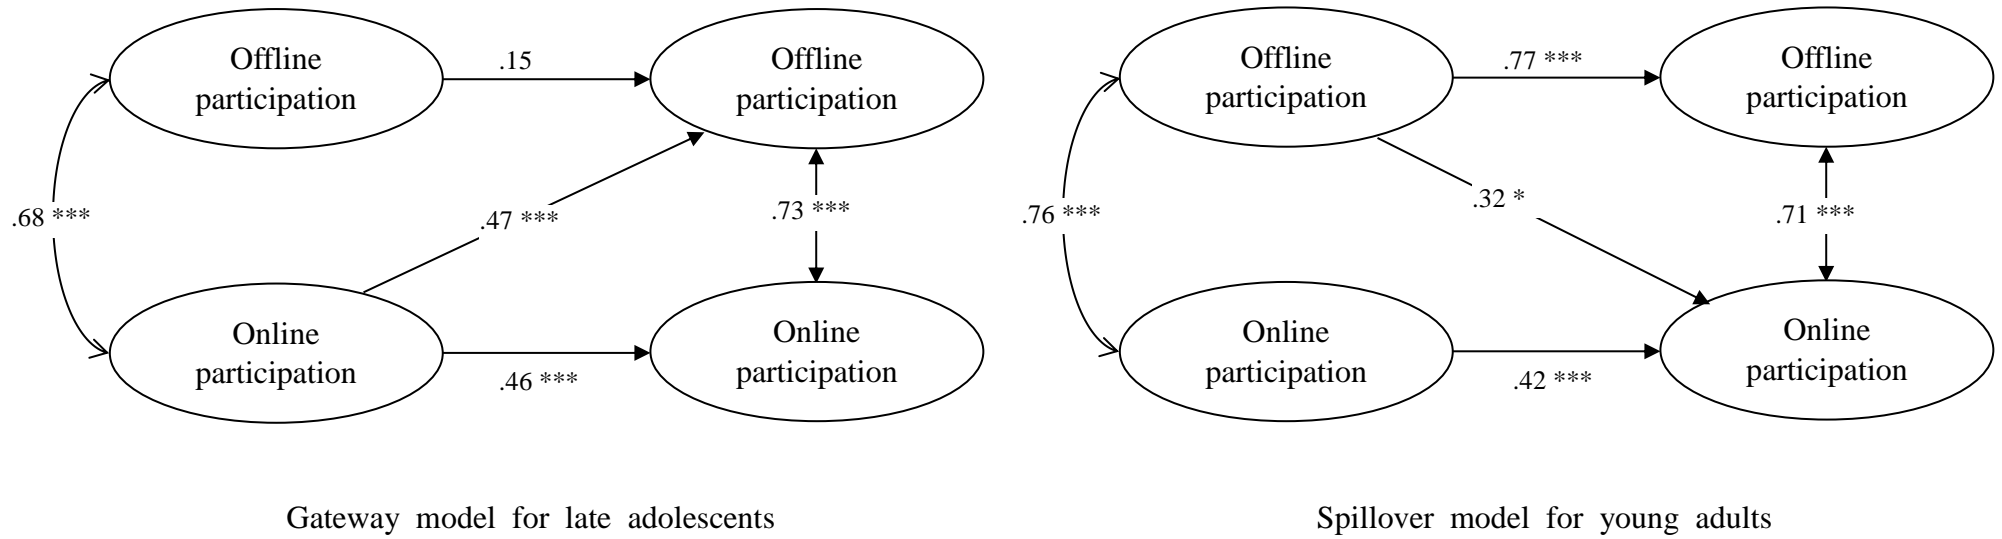 Offline
participation
.15
Offline
participation
.68 ***
.47 ***
.73 ***
Online
participation
.46 ***
Online
participation
Gateway model for late adolescents
Offline
participation
.77 ***
Offline
participation
.76 ***
.32 *
.71 ***
Online
participation
.42 ***
Online
participation
Spillover model for young adults